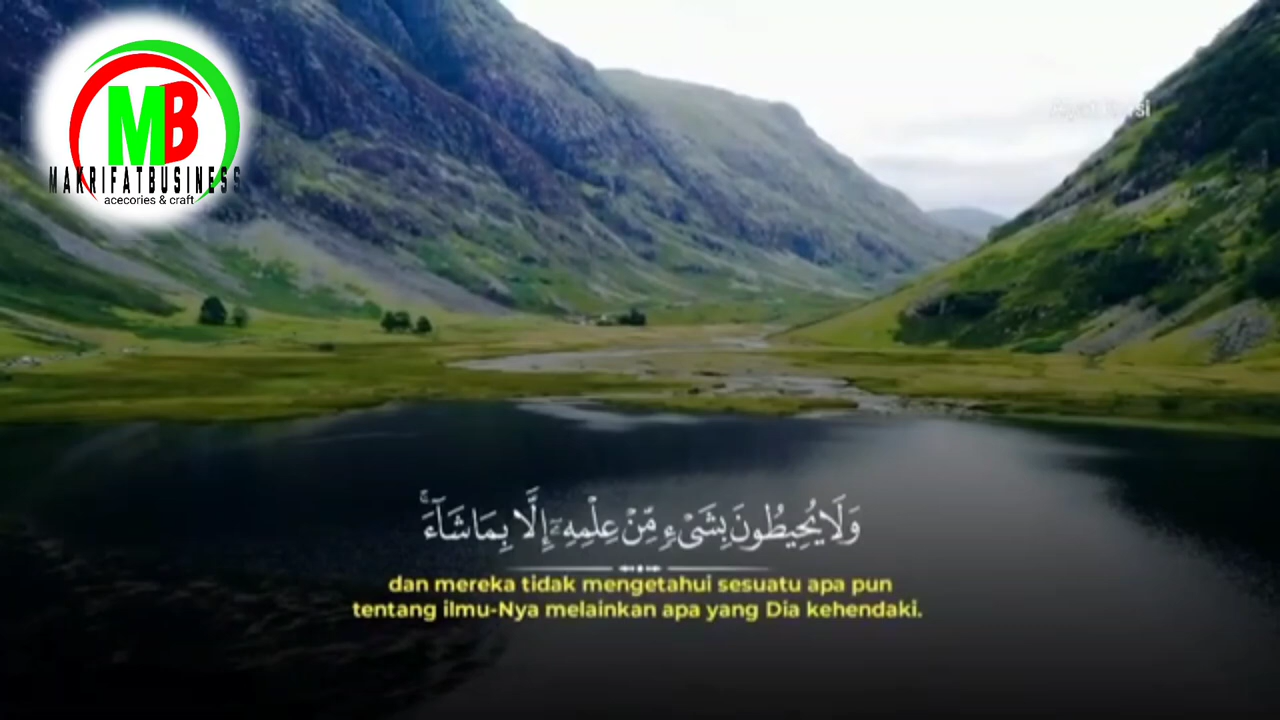 MB
MAKRIFATBUSINESS
acecories & craft
وَلَا يُحِيطُونَ بِشَىْءٍ مِّنْ عِلْمِهِۦٓ إِلَّا بِمَا شَآءَ ۚ
dan mereka tidak mengetahui sesuatu apa pun
tentang ilmu-Nya melainkan apa yang Dia kehendaki.